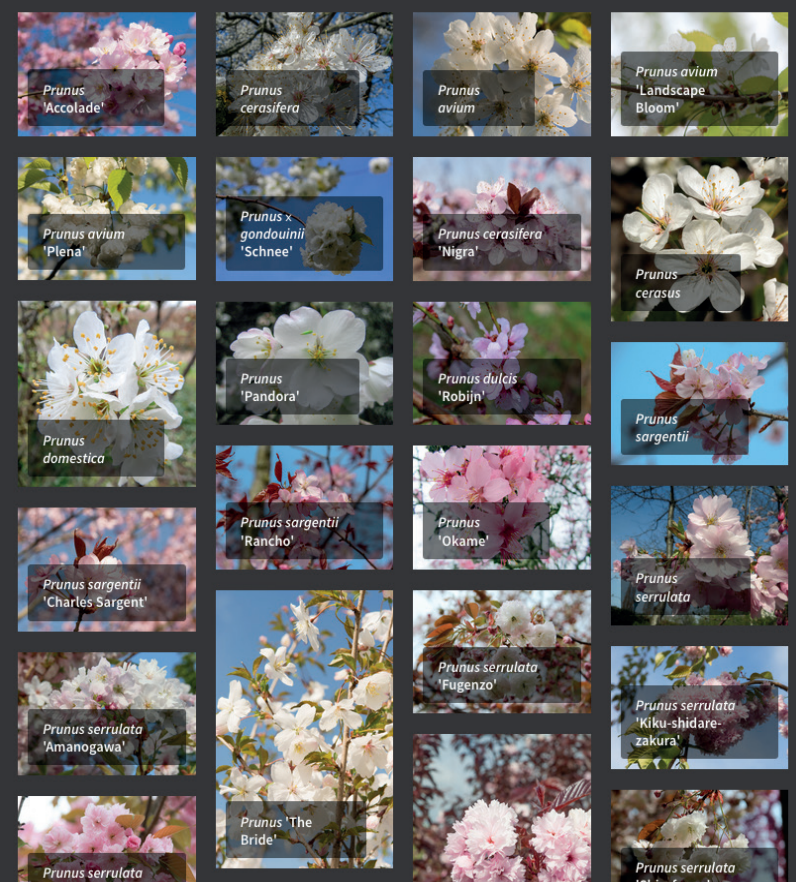 Prunus
'Accolade'
Prunus
cerasifera
Prunus
avium
Prunus avium
'Landscape
Bloom'
Prunus avium
'Plena'
Prunus x
gondouinii
'Schnee'
Prunus cerasifera
'Nigra'
Prunus
cerasus
Prunus
domestica
Prunus
'Pandora'
Prunus dulcis
'Robijn'
Prunus
sargentii
Prunus sargentii
'Rancho'
Prunus
'Okame'
Prunus
serrulata
Prunus sargentii
'Charles Sargent'
Prunus 'The
Bride'
Prunus serrulata
'Fugenzo'
Prunus serrulata
'Kiku-shidare-
zakura'
Prunus serrulata
'Amanogawa'
Prunus serrulata
Prunus serrulata